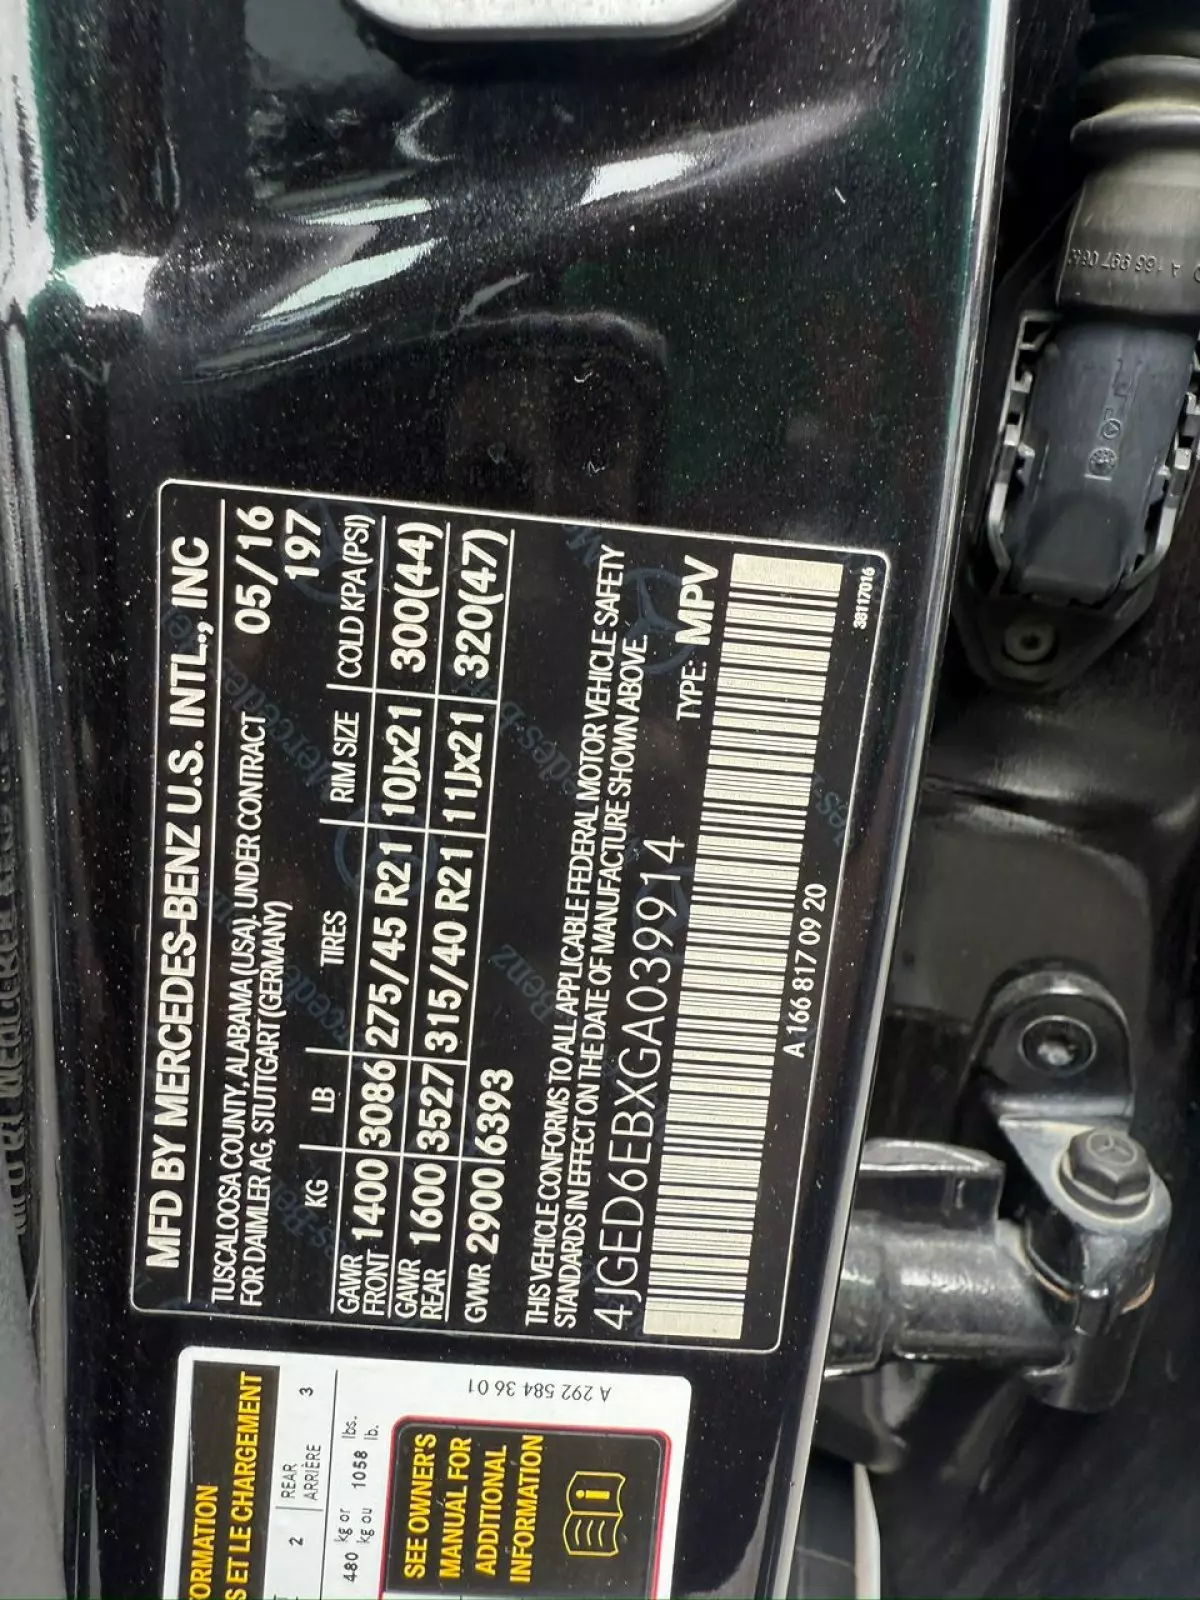 MFD BY MERCEDES-BENZ U.S. INTL., INC
TUSCALOOSA COUNTY, ALABAMA (USA). UNDER CONTRACT 05/16
FOR DAIMLER AG, STUTTGART (GERMANY) 197
KG LB TIRES RIM SIZE COLD KPA (PSI)
GAWR FRONT 1400 3086 275/45 R21 10Jx21 300(44)
GAWR REAR 1600 3527 315/40 R21 11Jx21 320(47)
GVWR 2900 6393
THIS VEHICLE CONFORMS TO ALL APPLICABLE FEDERAL MOTOR VEHICLE SAFETY
STANDARDS IN EFFECT ON THE DATE OF MANUFACTURE SHOWN ABOVE.
4JGED6EBXGA039914 TYPE: MPV
A 166 817 09 20
38117016
ET LE CHARGEMENT
2 REAR 3
ARRIÈRE
480 kg or lbs.
kg ou 1058 lb.
SEE OWNER'S
MANUAL FOR
ADDITIONAL
INFORMATION
A 292 584 36 01